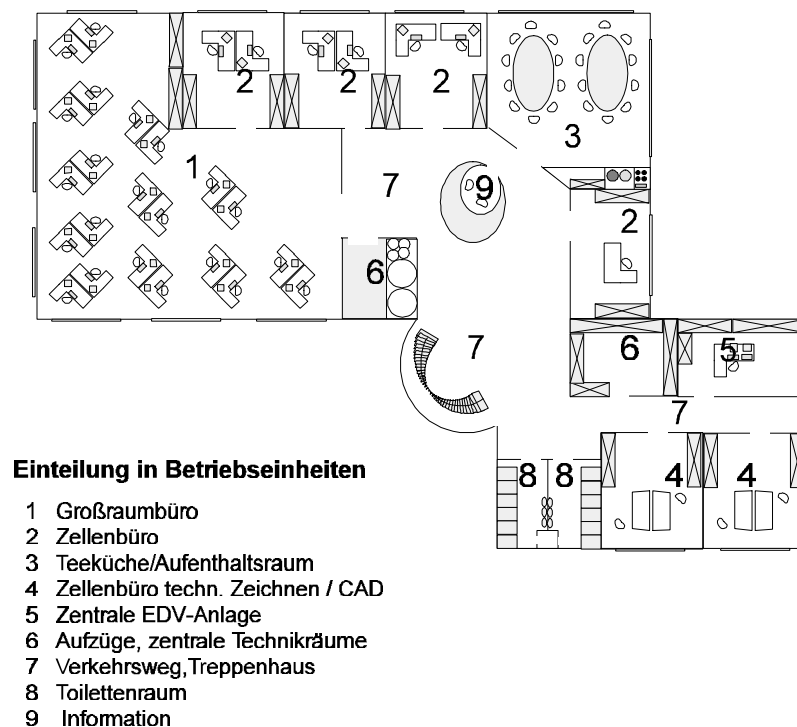 2 2 2
3
1
7
9
2
6
7
6 5
7
8 8
4 4
Einteilung in Betriebseinheiten
1 Großraumbüro
2 Zellenbüro
3 Teeküche/Aufenthaltsraum
4 Zellenbüro techn. Zeichnen / CAD
5 Zentrale EDV-Anlage
6 Aufzüge, zentrale Technikräume
7 Verkehrsweg,Treppenhaus
8 Toilettenraum
9 Information